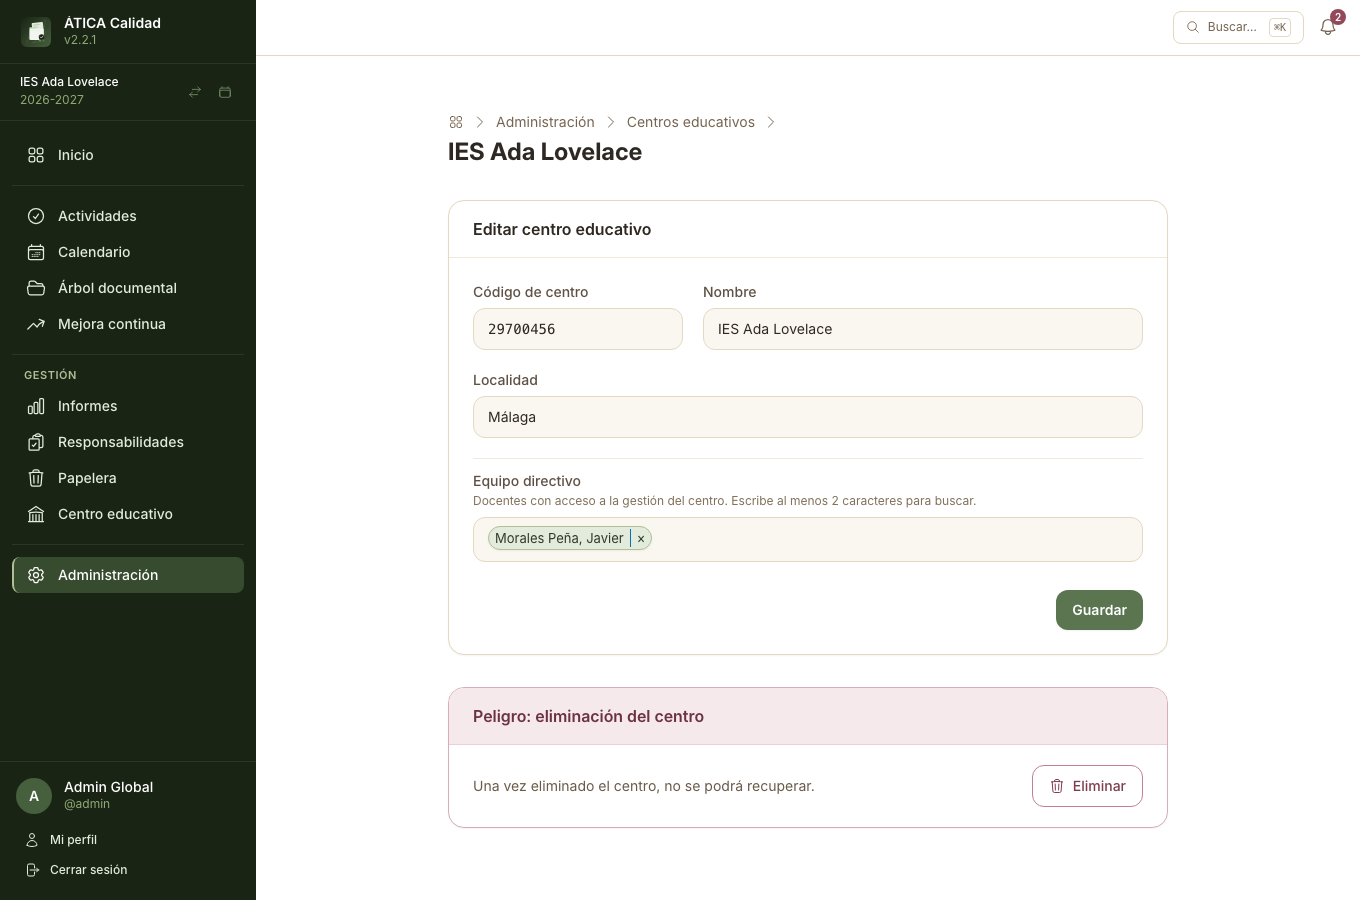 ÁTICA Calidad
v2.2.1
IES Ada Lovelace
2026-2027
Inicio
Actividades
Calendario
Árbol documental
Mejora continua
GESTIÓN
Informes
Responsabilidades
Papelera
Centro educativo
Administración
A
Admin Global
@admin
Mi perfil
Cerrar sesión
Buscar...
⌘K
2
Administración
Centros educativos
IES Ada Lovelace
Editar centro educativo
Código de centro
Nombre
29700456
IES Ada Lovelace
Localidad
Málaga
Equipo directivo
Docentes con acceso a la gestión del centro. Escribe al menos 2 caracteres para buscar.
Morales Peña, Javier ×
Guardar
Peligro: eliminación del centro
Una vez eliminado el centro, no se podrá recuperar.
Eliminar